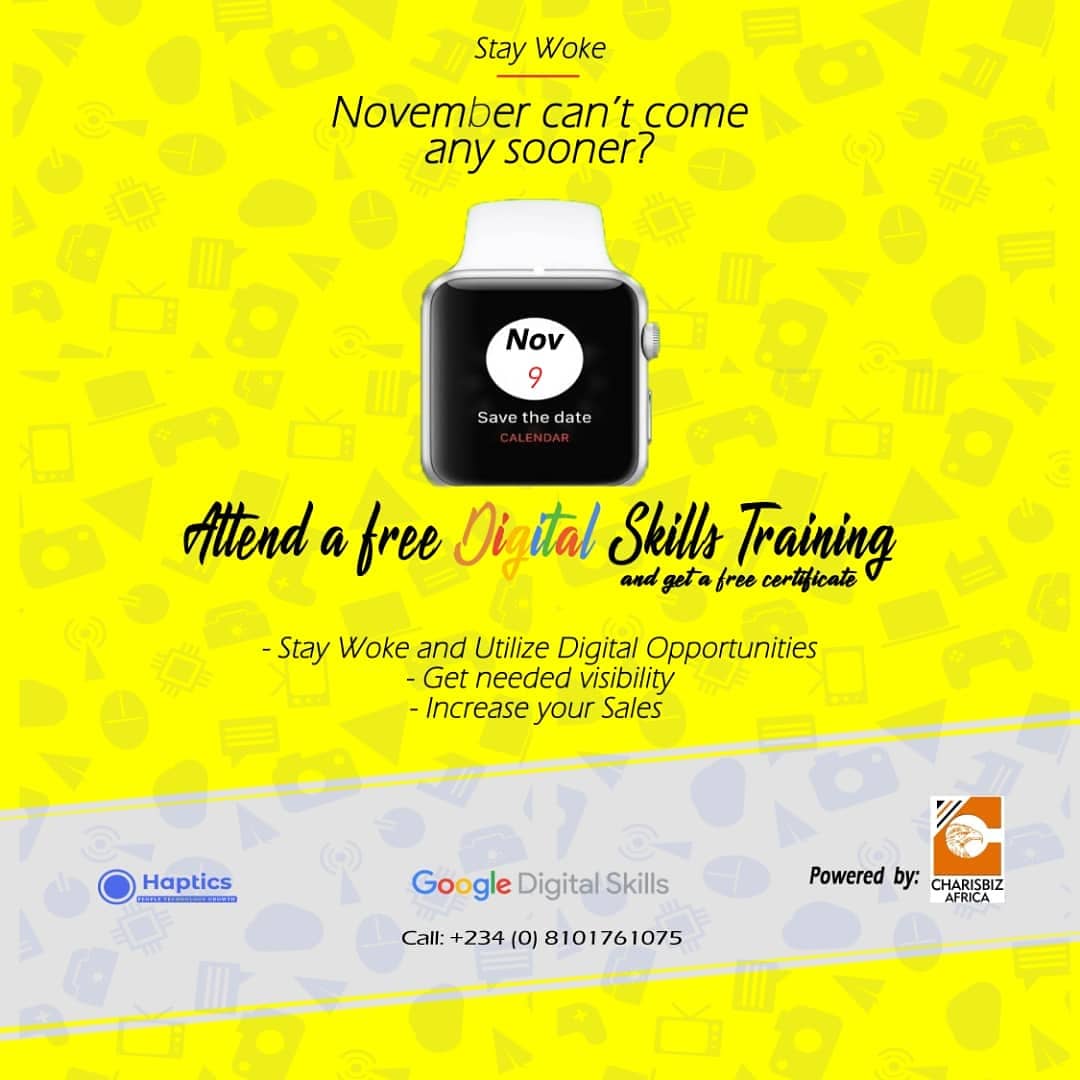 Stay Woke
November can't come
any sooner?
Nov
9
Save the date
CALENDAR
Attend a free Digital Skills Training
and get a free certificate
- Stay Woke and Utilize Digital Opportunities
- Get needed visibility
- Increase your Sales
Haptics
PEOPLE TECHNOLOGY GROWTH
Google Digital Skills
Powered by:
CHARISBIZ
AFRICA
Call: +234 (0) 8101761075